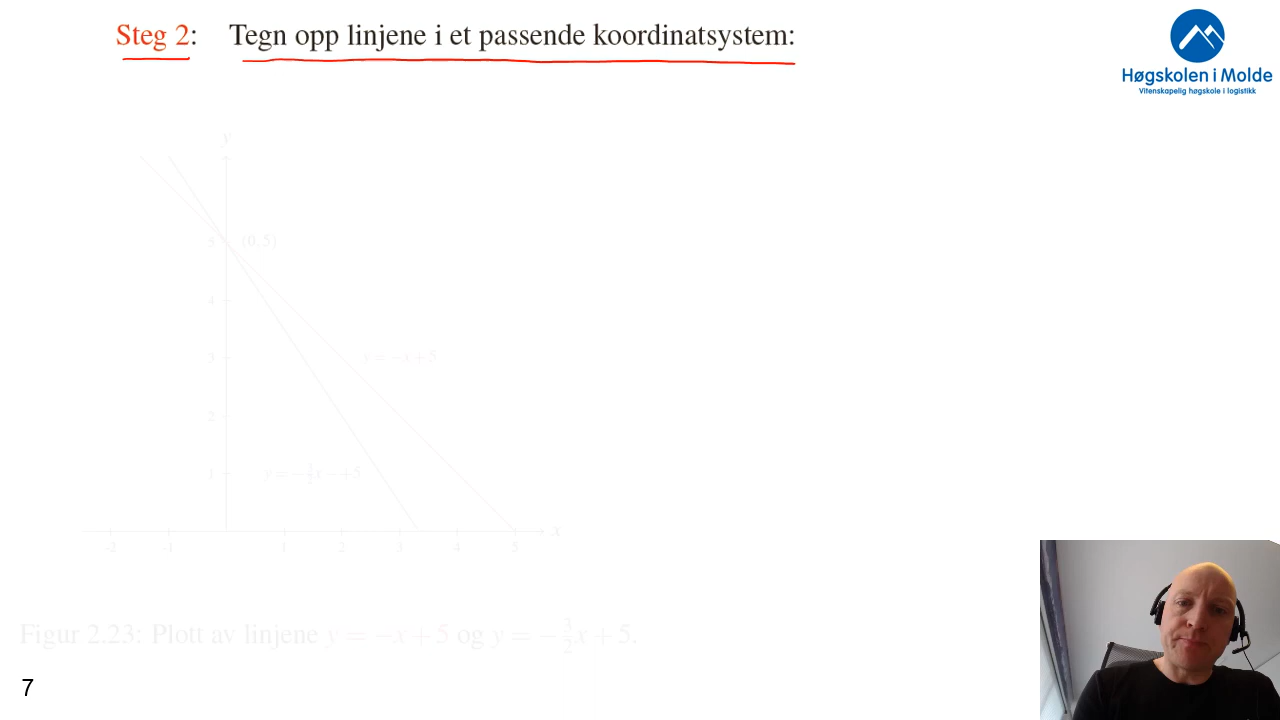 Steg 2: Tegn opp linjene i et passende koordinatsystem:
Høgskolen i Molde
Vitenskapelig høgskole i logistikk
y
5 (0,5)
4
3 y = −x + 5
2
1 y = −3/2x − +5
-2 -1 1 2 3 4 5 x
Figur 2.23: Plott av linjene y = −x + 5 og y = −3/2x + 5.
7